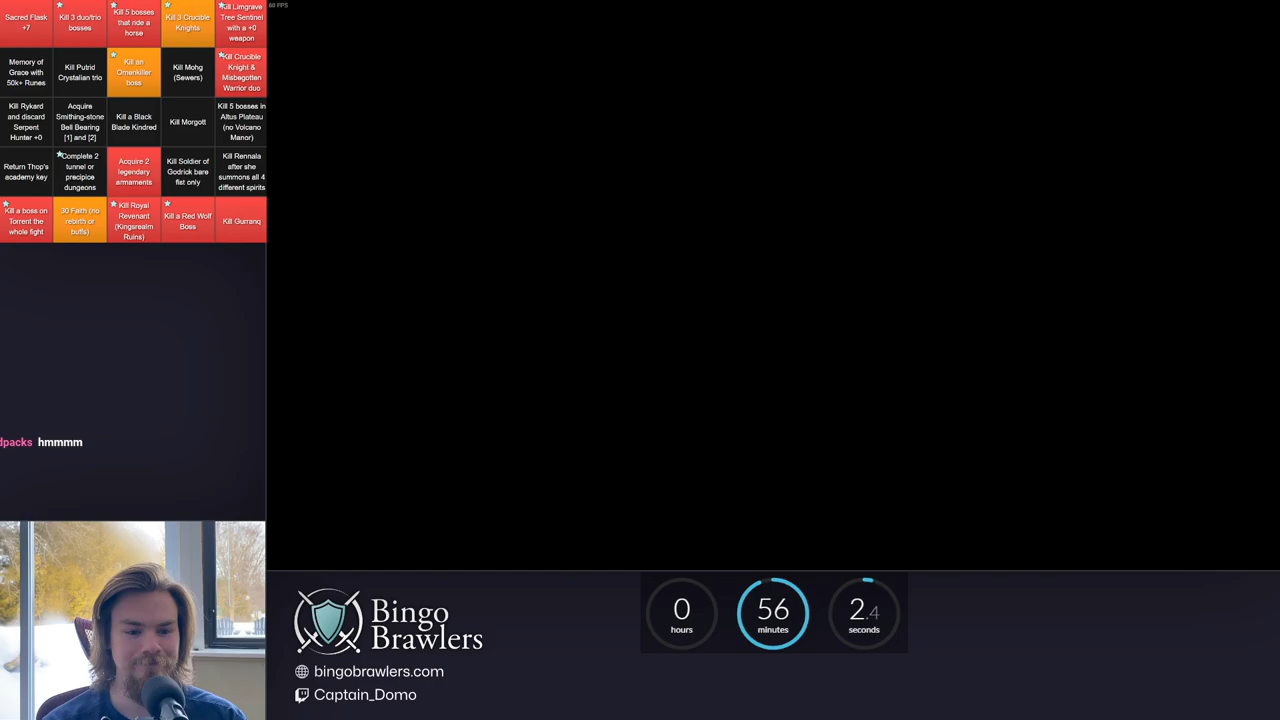 60 FPS
Sacred Flask
+7
Kill 3 duo/trio
bosses
Kill 5 bosses
that ride a
horse
Kill 3 Crucible
Knights
Kill Limgrave
Tree Sentinel
with a +0
weapon
Memory of
Grace with
50k+ Runes
Kill Putrid
Crystalian trio
Kill an
Omenkiller
boss
Kill Mohg
(Sewers)
Kill Crucible
Knight &
Misbegotten
Warrior duo
Kill Rykard
and discard
Serpent
Hunter +0
Acquire
Smithing-stone
Bell Bearing
[1] and [2]
Kill a Black
Blade Kindred
Kill Morgott
Kill 5 bosses in
Altus Plateau
(no Volcano
Manor)
Return Thop's
academy key
Complete 2
tunnel or
precipice
dungeons
Acquire 2
legendary
armaments
Kill Soldier of
Godrick bare
fist only
Kill Rennala
after she
summons all 4
different spirits
Kill a boss on
Torrent the
whole fight
30 Faith (no
rebirth or
buffs)
Kill Royal
Revenant
(Kingsrealm
Ruins)
Kill a Red Wolf
Boss
Kill Gurranq
dpacks hmmmm
Bingo
Brawlers
bingobrawlers.com
Captain_Domo
0
hours
56
minutes
2.4
seconds